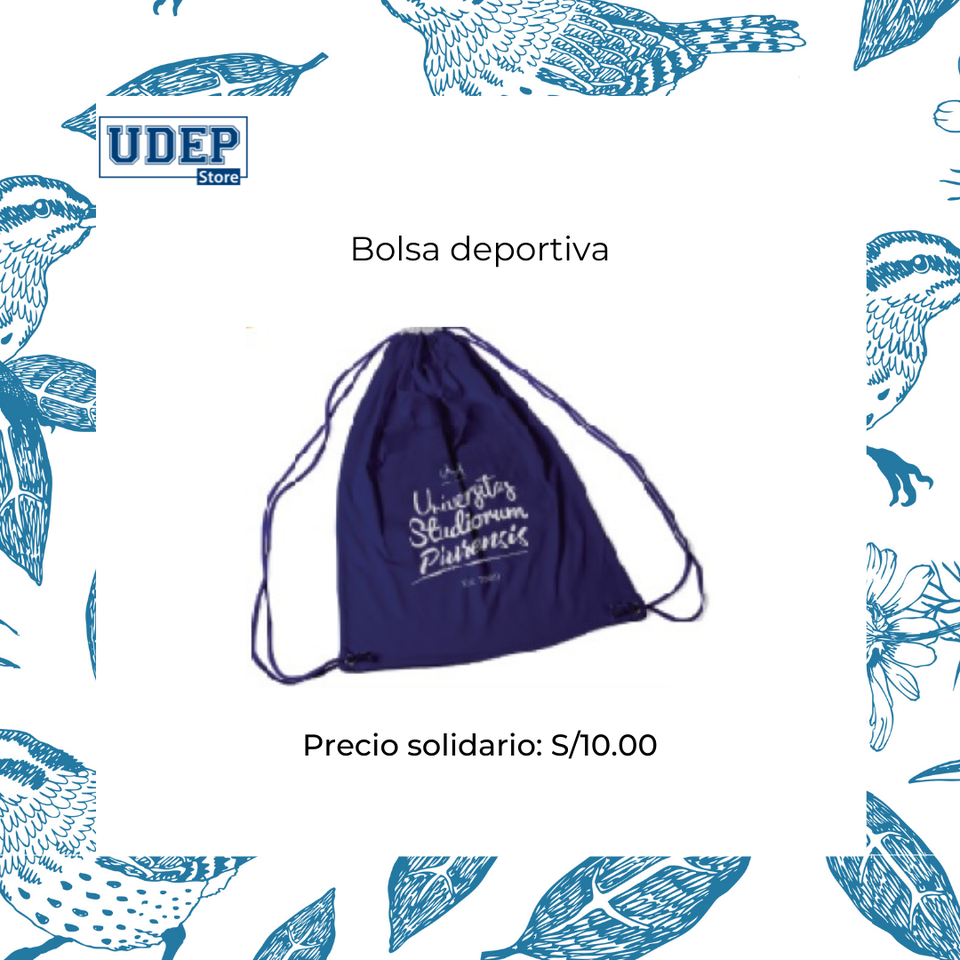 UDEP
Store
Bolsa deportiva
Universitas
Studiorum
Piurensis
Precio solidario: S/10.00